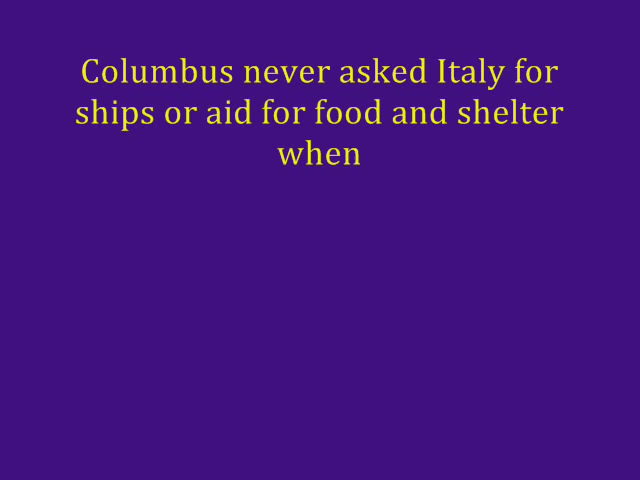 Columbus never asked Italy for
ships or aid for food and shelter
when